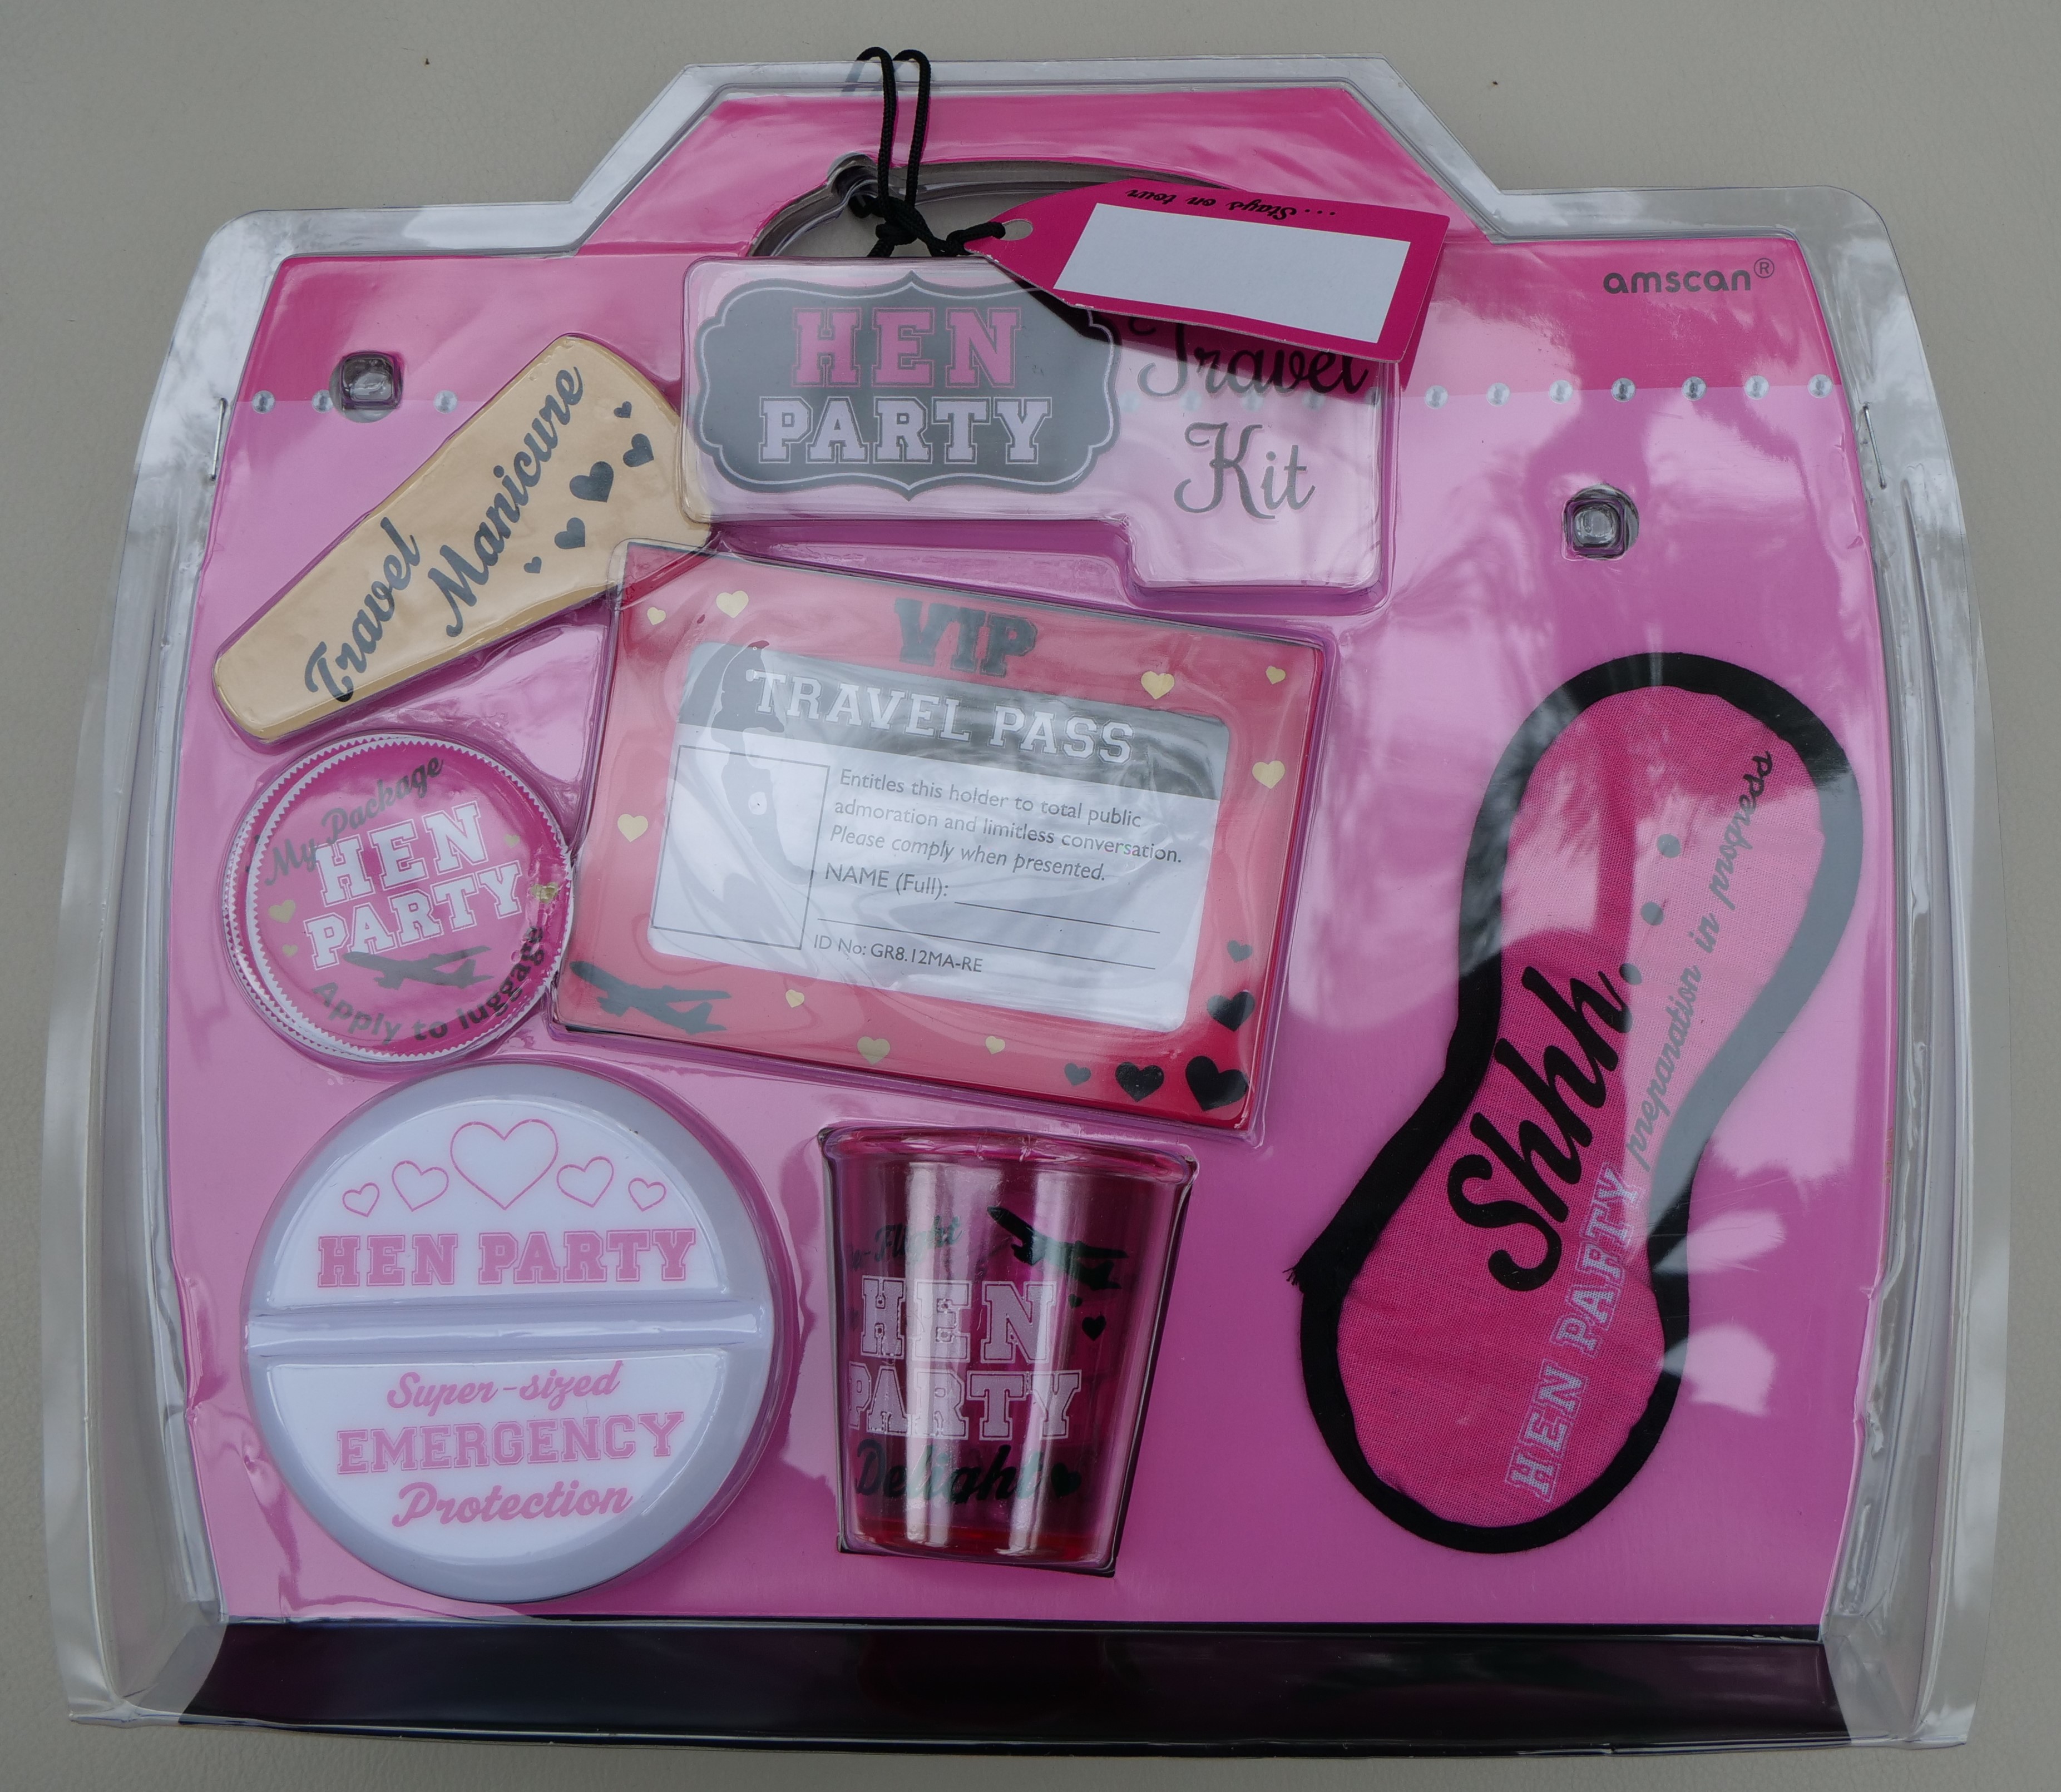 ...Stays on tour
amscan®
HEN
PARTY
Travel
Kit
Travel
Manicure
VIP
TRAVEL PASS
Entitles this holder to total public
admoration and limitless conversation.
Please comply when presented.
NAME (Full):
ID No: GR8.12MA-RE
My Package
HEN
PARTY
Apply to luggage
Shhh...
HEN PARTY preparation in progress
HEN PARTY
Super-sized
EMERGENCY
Protection
In-Flight
HEN
PARTY
Delight